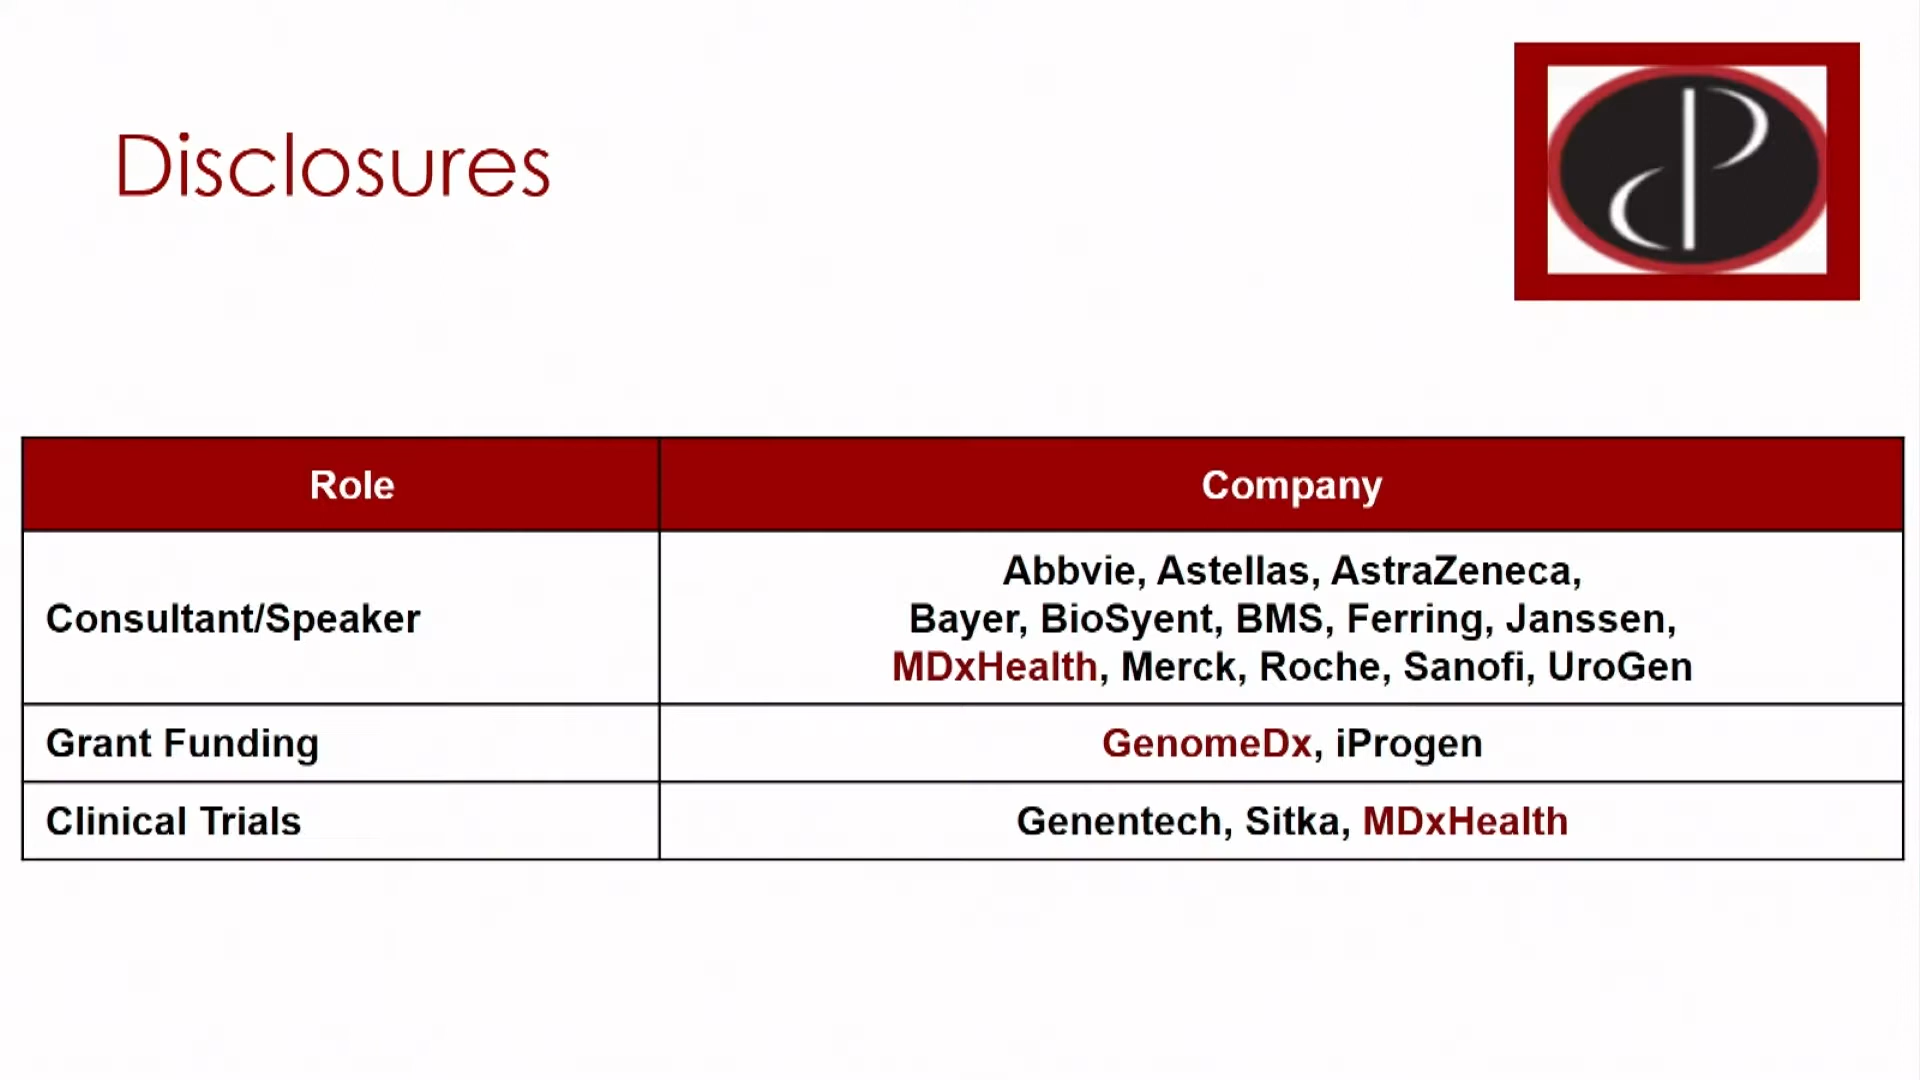 Disclosures
Role
Company
Consultant/Speaker
Abbvie, Astellas, AstraZeneca,
Bayer, BioSyent, BMS, Ferring, Janssen,
MDxHealth, Merck, Roche, Sanofi, UroGen
Grant Funding
GenomeDx, iProgen
Clinical Trials
Genentech, Sitka, MDxHealth